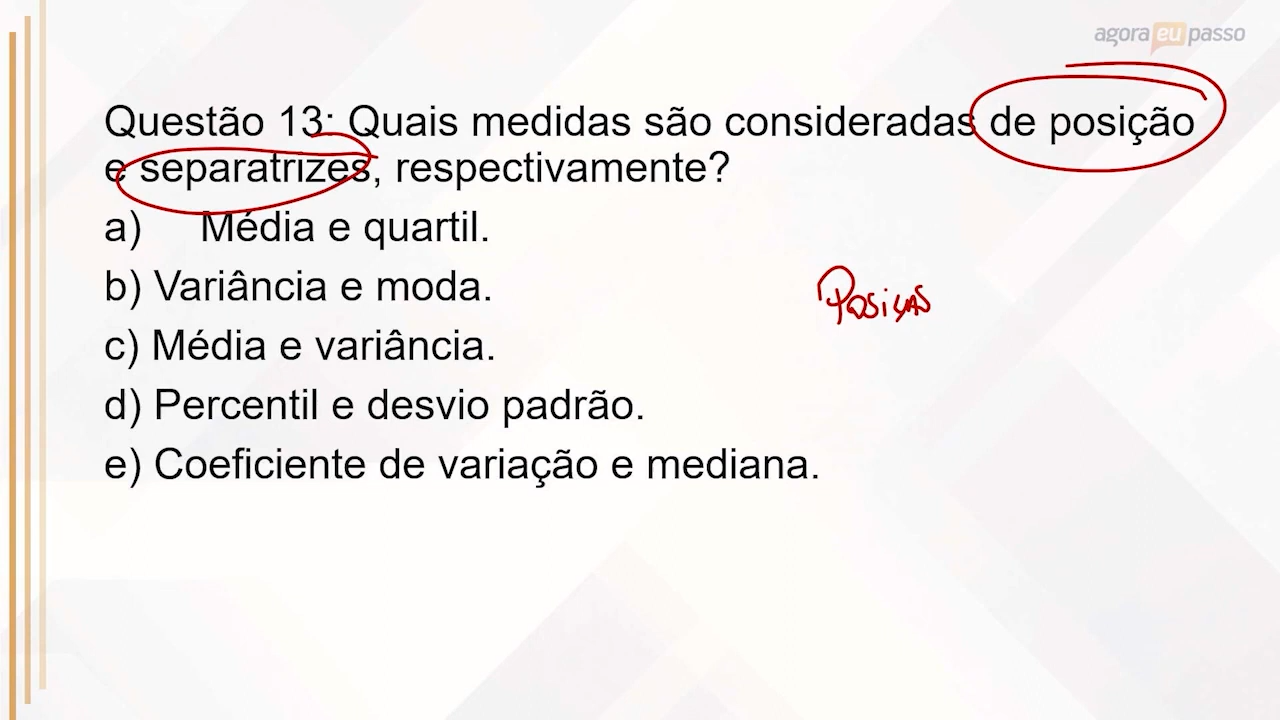 agora eu passo
Questão 13: Quais medidas são consideradas de posição
e separatrizes, respectivamente?
a) Média e quartil.
b) Variância e moda.
Posição
c) Média e variância.
d) Percentil e desvio padrão.
e) Coeficiente de variação e mediana.